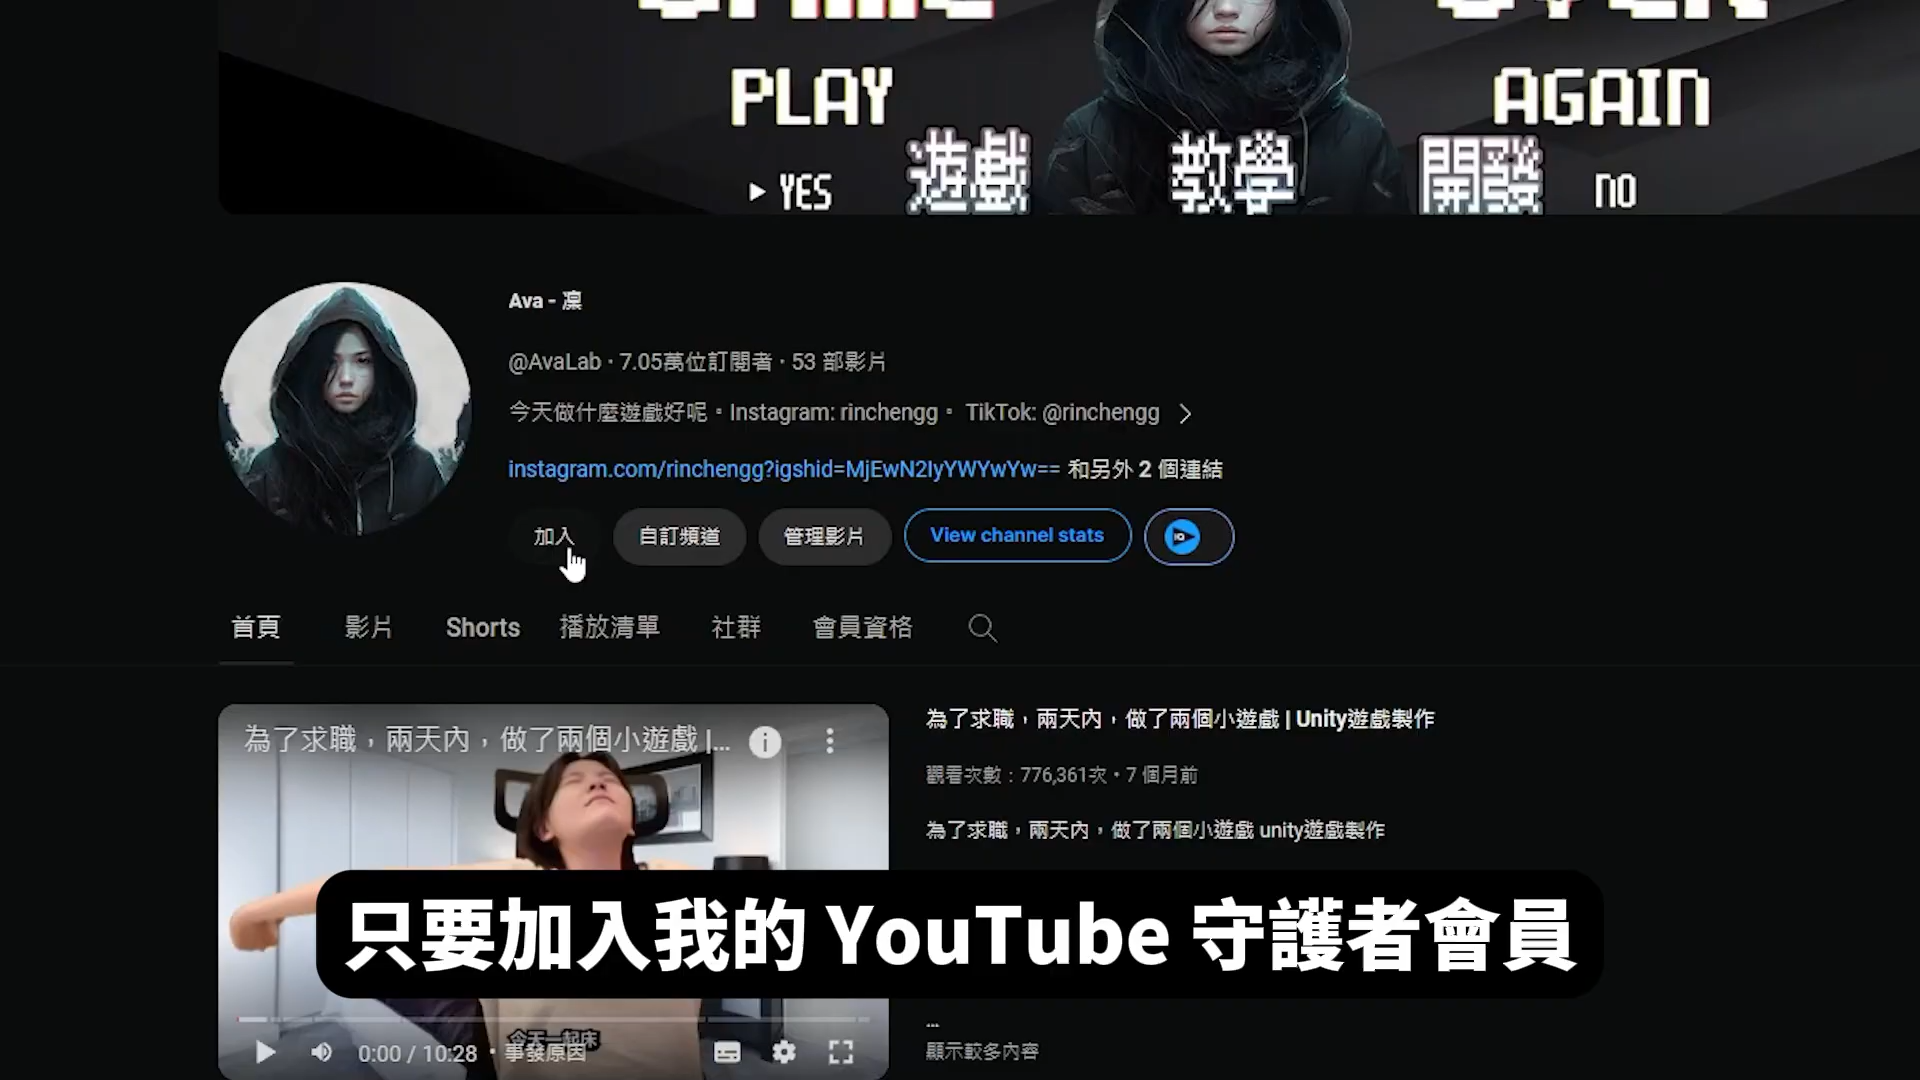 PLAY
AGAIN
▶ YES
遊戲 教學 開發
NO
Ava - 凜
@AvaLab · 7.05萬位訂閱者 · 53 部影片
今天做什麼遊戲好呢。Instagram: rinchengg。 TikTok: @rinchengg
instagram.com/rinchengg?igshid=MjEwN2IyYWYwYw== 和另外 2 個連結
加入
自訂頻道
管理影片
View channel stats
首頁
影片
Shorts
播放清單
社群
會員資格
為了求職，兩天內，做了兩個小遊戲 |...
為了求職，兩天內，做了兩個小遊戲 | Unity遊戲製作
觀看次數：776,361次 · 7 個月前
為了求職，兩天內，做了兩個小遊戲 unity遊戲製作
只要加入我的 YouTube 守護者會員
...
今天一起床
0:00 / 10:28 · 事發原因
顯示較多內容